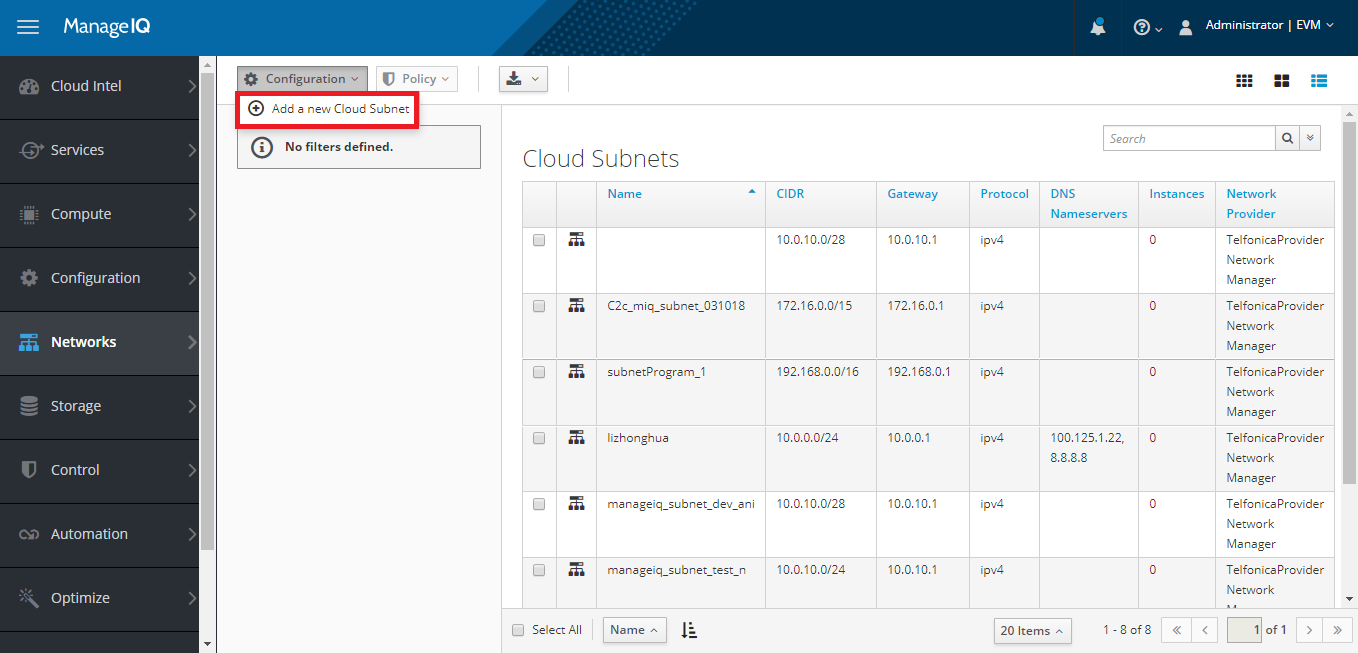 ManageIQ
Administrator | EVM
Cloud Intel
Services
Compute
Configuration
Networks
Storage
Control
Automation
Optimize
Configuration
Policy
Add a new Cloud Subnet
No filters defined.
Search
Cloud Subnets
Name CIDR Gateway Protocol DNS Nameservers Instances Network Provider
10.0.10.0/28 10.0.10.1 ipv4 0 TelfonicaProvider
Network
Manager
C2c_miq_subnet_031018 172.16.0.0/15 172.16.0.1 ipv4 0 TelfonicaProvider
Network
Manager
subnetProgram_1 192.168.0.0/16 192.168.0.1 ipv4 0 TelfonicaProvider
Network
Manager
lizhonghua 10.0.0.0/24 10.0.0.1 ipv4 100.125.1.22, 0 TelfonicaProvider
8.8.8.8 Network
Manager
manageiq_subnet_dev_ani 10.0.10.0/28 10.0.10.1 ipv4 0 TelfonicaProvider
Network
Manager
manageiq_subnet_test_n 10.0.10.0/24 10.0.10.1 ipv4 0 TelfonicaProvider
Network
Select All Name 20 Items 1 - 8 of 8 1 of 1